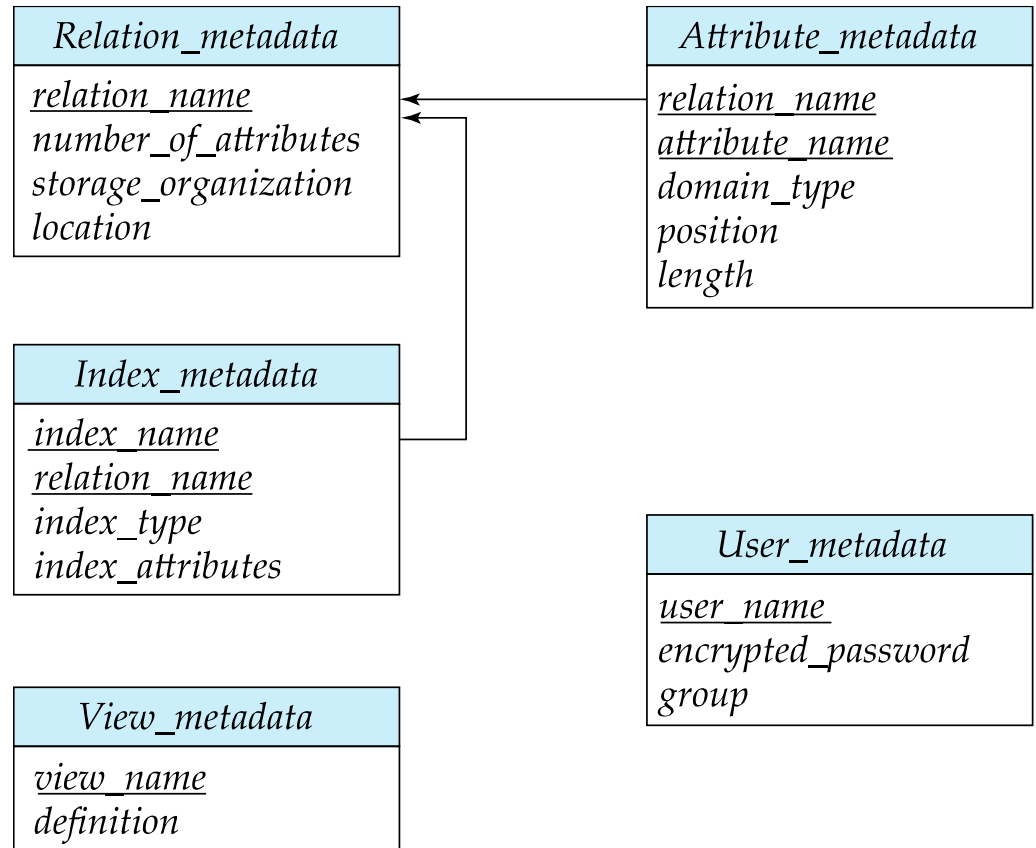 Relation_metadata
relation_name
number_of_attributes
storage_organization
location
Attribute_metadata
relation_name
attribute_name
domain_type
position
length
Index_metadata
index_name
relation_name
index_type
index_attributes
User_metadata
user_name
encrypted_password
group
View_metadata
view_name
definition